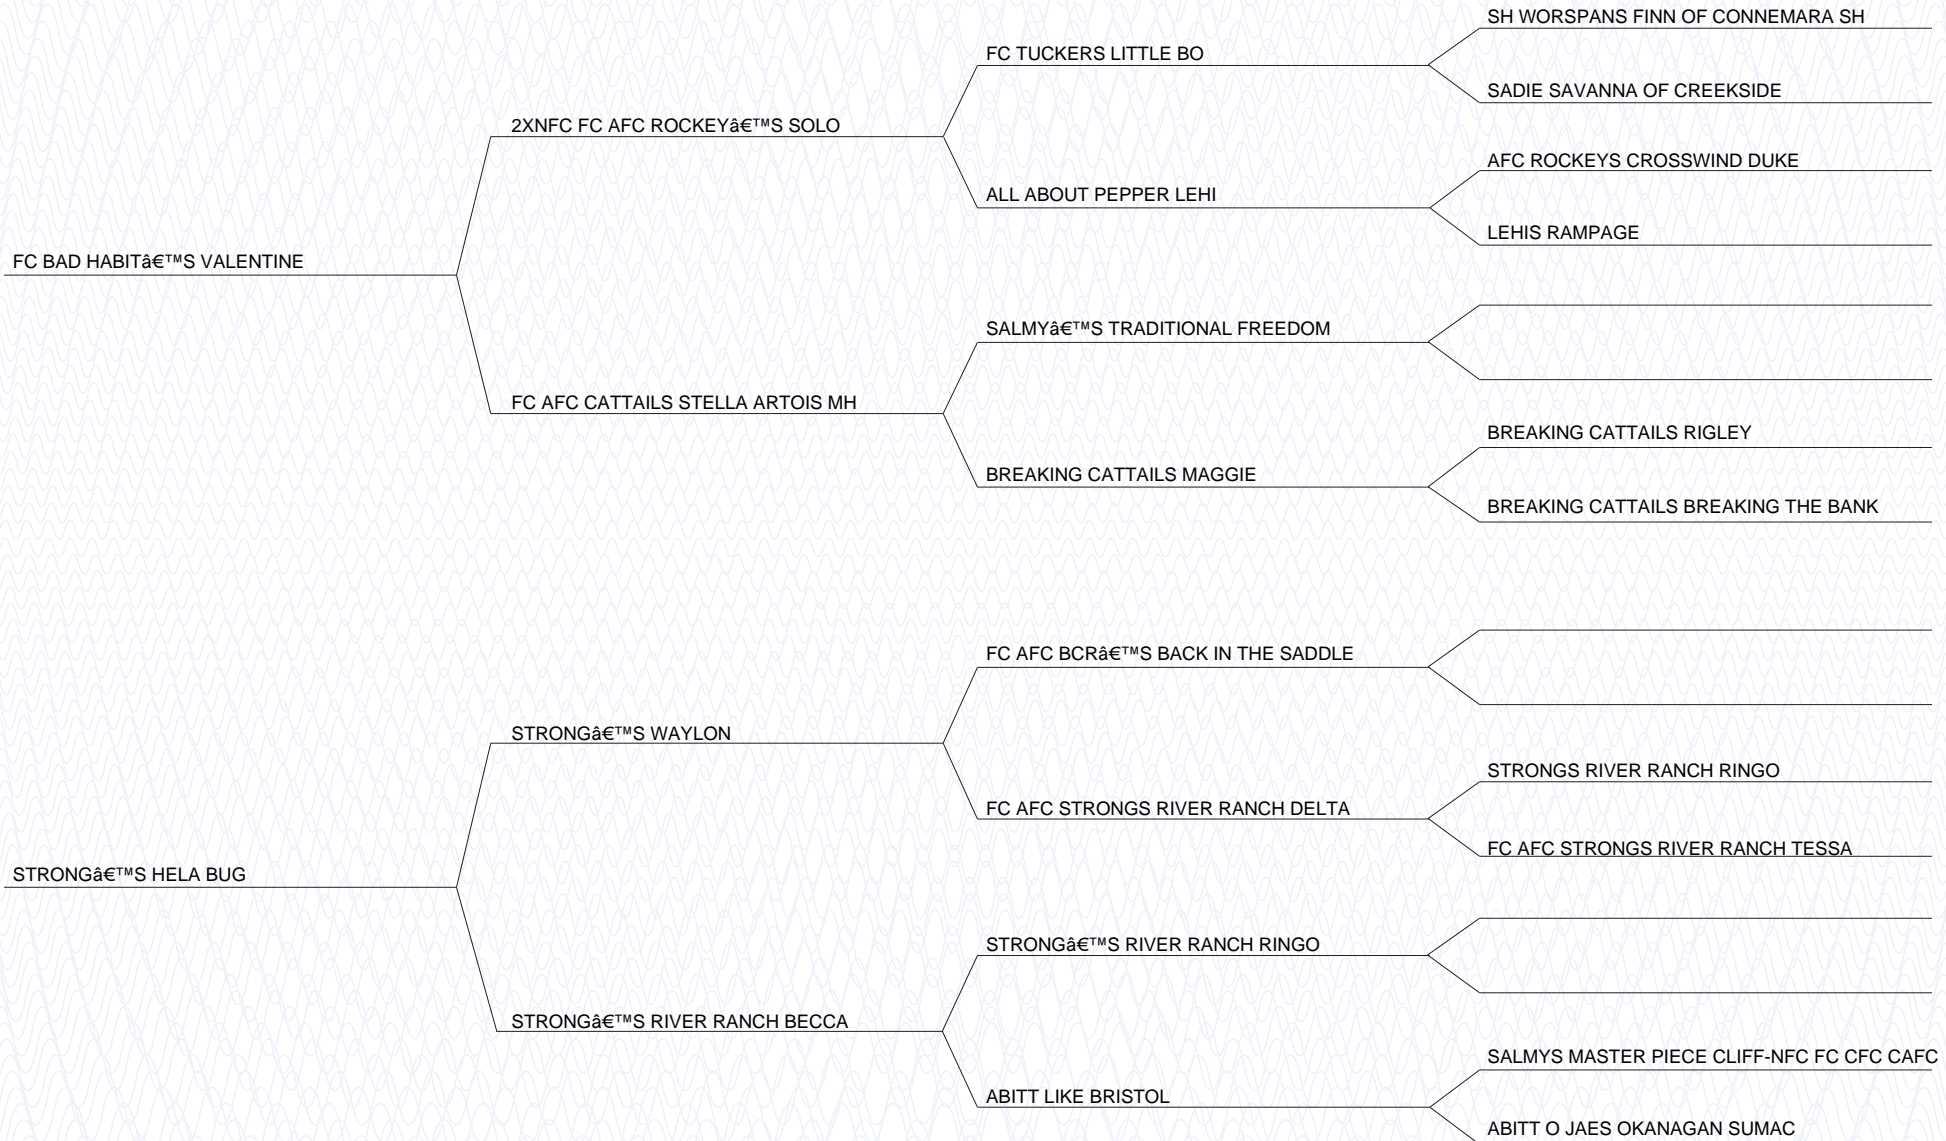 SH WORSPANS FINN OF CONNEMARA SH
FC TUCKERS LITTLE BO
SADIE SAVANNA OF CREEKSIDE
2XNFC FC AFC ROCKEYâ€™S SOLO
AFC ROCKEYS CROSSWIND DUKE
ALL ABOUT PEPPER LEHI
LEHIS RAMPAGE
FC BAD HABITâ€™S VALENTINE
SALMYâ€™S TRADITIONAL FREEDOM
FC AFC CATTAILS STELLA ARTOIS MH
BREAKING CATTAILS RIGLEY
BREAKING CATTAILS MAGGIE
BREAKING CATTAILS BREAKING THE BANK
FC AFC BCRâ€™S BACK IN THE SADDLE
STRONGâ€™S WAYLON
STRONGS RIVER RANCH RINGO
FC AFC STRONGS RIVER RANCH DELTA
FC AFC STRONGS RIVER RANCH TESSA
STRONGâ€™S HELA BUG
STRONGâ€™S RIVER RANCH RINGO
STRONGâ€™S RIVER RANCH BECCA
SALMYS MASTER PIECE CLIFF-NFC FC CFC CAFC
ABITT LIKE BRISTOL
ABITT O JAES OKANAGAN SUMAC